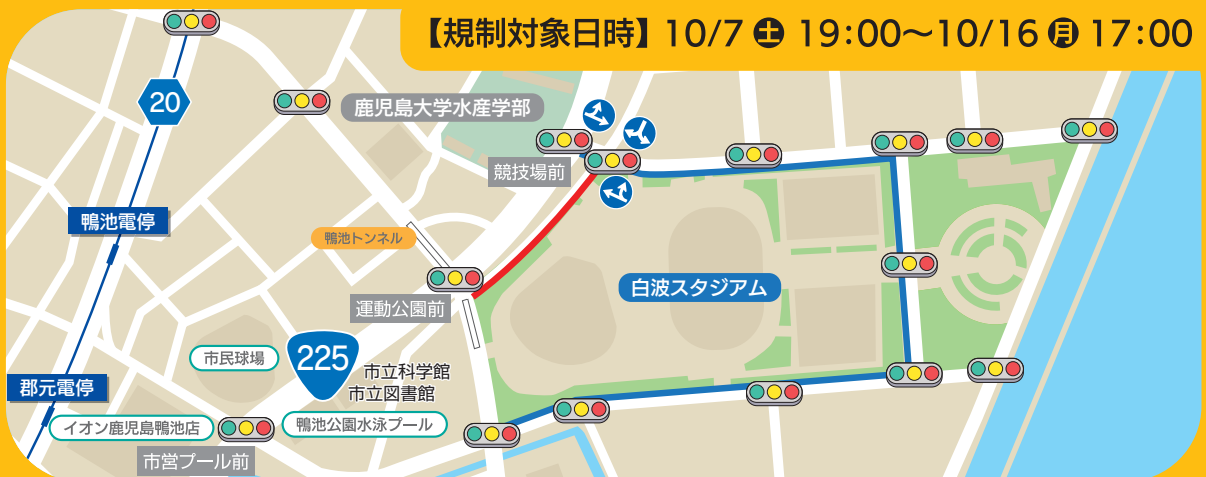 【規制対象日時】10/7 土 19:00〜10/16 月 17:00
20
鹿児島大学水産学部
競技場前
鴨池電停
鴨池トンネル
白波スタジアム
運動公園前
市民球場
225
市立科学館
市立図書館
郡元電停
イオン鹿児島鴨池店
鴨池公園水泳プール
市営プール前